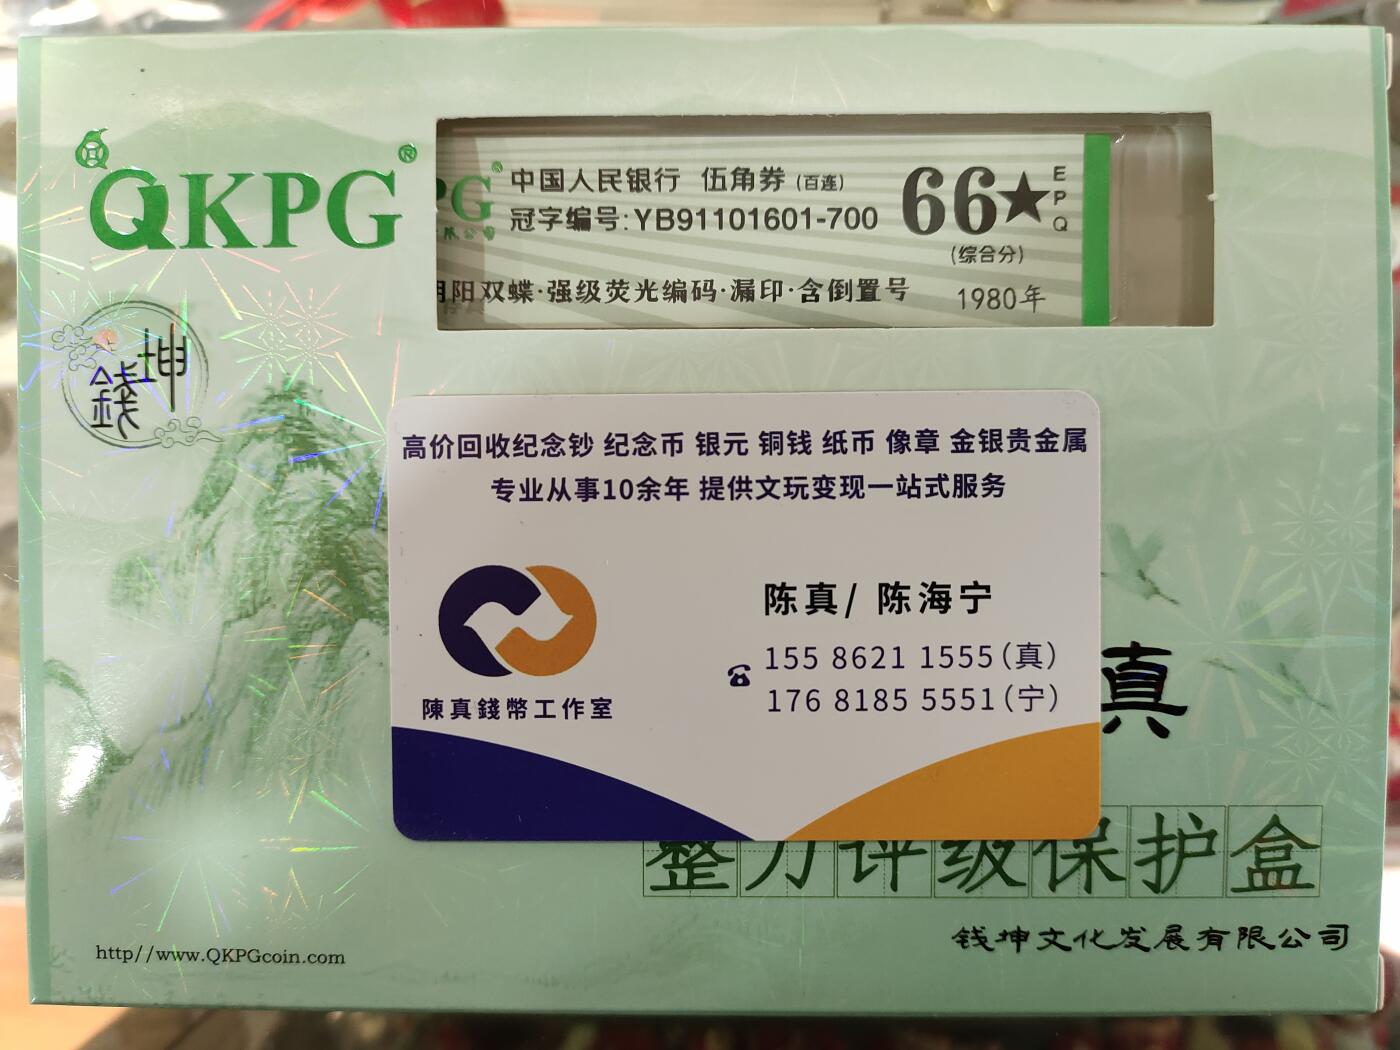 QKPG®
錢坤
PG®
中国人民银行 伍角券 (百连)
冠字编号:YB91101601-700
66★
EPQ
(综合分)
阴阳双蝶·强级荧光编码·漏印·含倒置号
1980年
高价回收纪念钞 纪念币 银元 铜钱 纸币 像章 金银贵金属
专业从事10余年 提供文玩变现一站式服务
陳真錢幣工作室
陈真/ 陈海宁
155 8621 1555(真)
176 8185 5551(宁)
真
整刀评级保护盒
钱坤文化发展有限公司
http//www.QKPGcoin.com